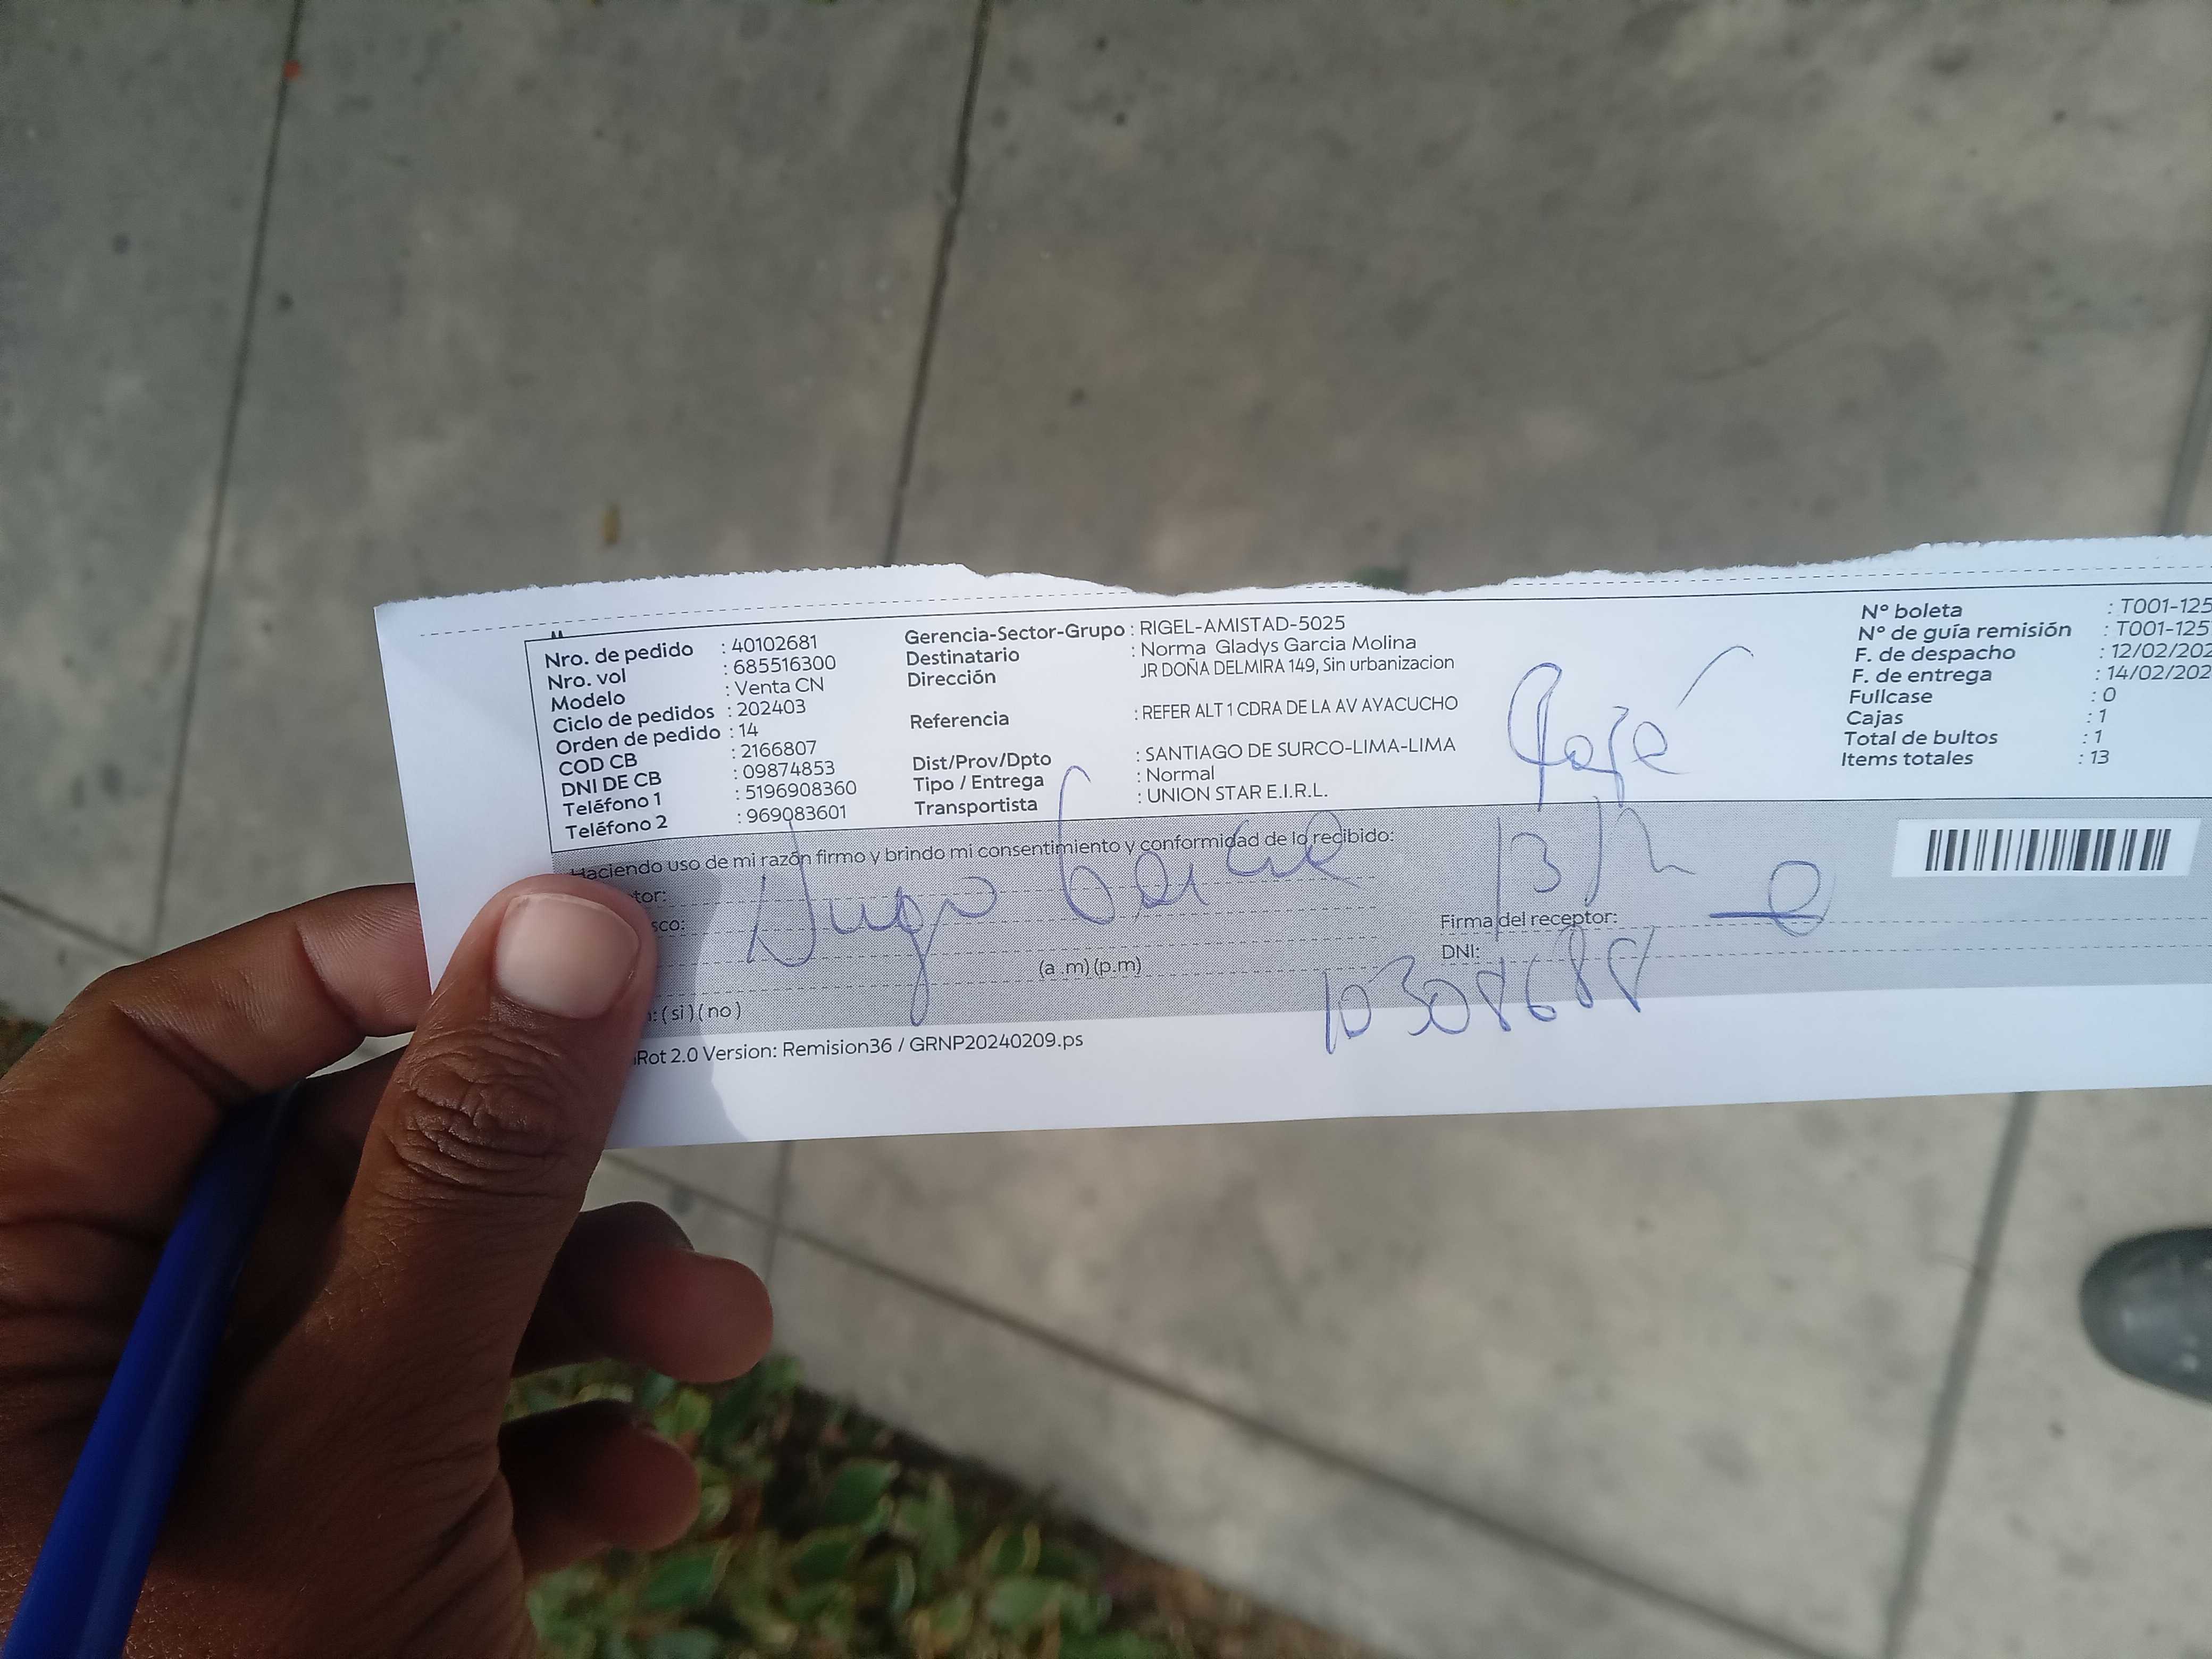 Nro. de pedido : 40102681
Nro. vol : 685516300
Modelo : Venta CN
Ciclo de pedidos : 202403
Orden de pedido : 14
COD CB : 2166807
DNI DE CB : 09874853
Teléfono 1 : 5196908360
Teléfono 2 : 969083601
Gerencia-Sector-Grupo : RIGEL-AMISTAD-5025
Destinatario : Norma Gladys Garcia Molina
Dirección JR DOÑA DELMIRA 149, Sin urbanizacion
Referencia : REFER ALT 1 CDRA DE LA AV AYACUCHO
Dist/Prov/Dpto : SANTIAGO DE SURCO-LIMA-LIMA
Tipo / Entrega : Normal
Transportista : UNION STAR E.I.R.L.
José
N° boleta : T001-125
N° de guía remisión : T001-125
F. de despacho : 12/02/202
F. de entrega : 14/02/202
Fullcase : 0
Cajas : 1
Total de bultos : 1
Items totales : 13
Haciendo uso de mi razón firmo y brindo mi consentimiento y conformidad de lo recibido:
tor:
sco:
Hugo Garcia
13/2
Firma del receptor:
(a .m) (p.m)
DNI:
10308688
: ( si ) ( no )
Rot 2.0 Version: Remision36 / GRNP20240209.ps